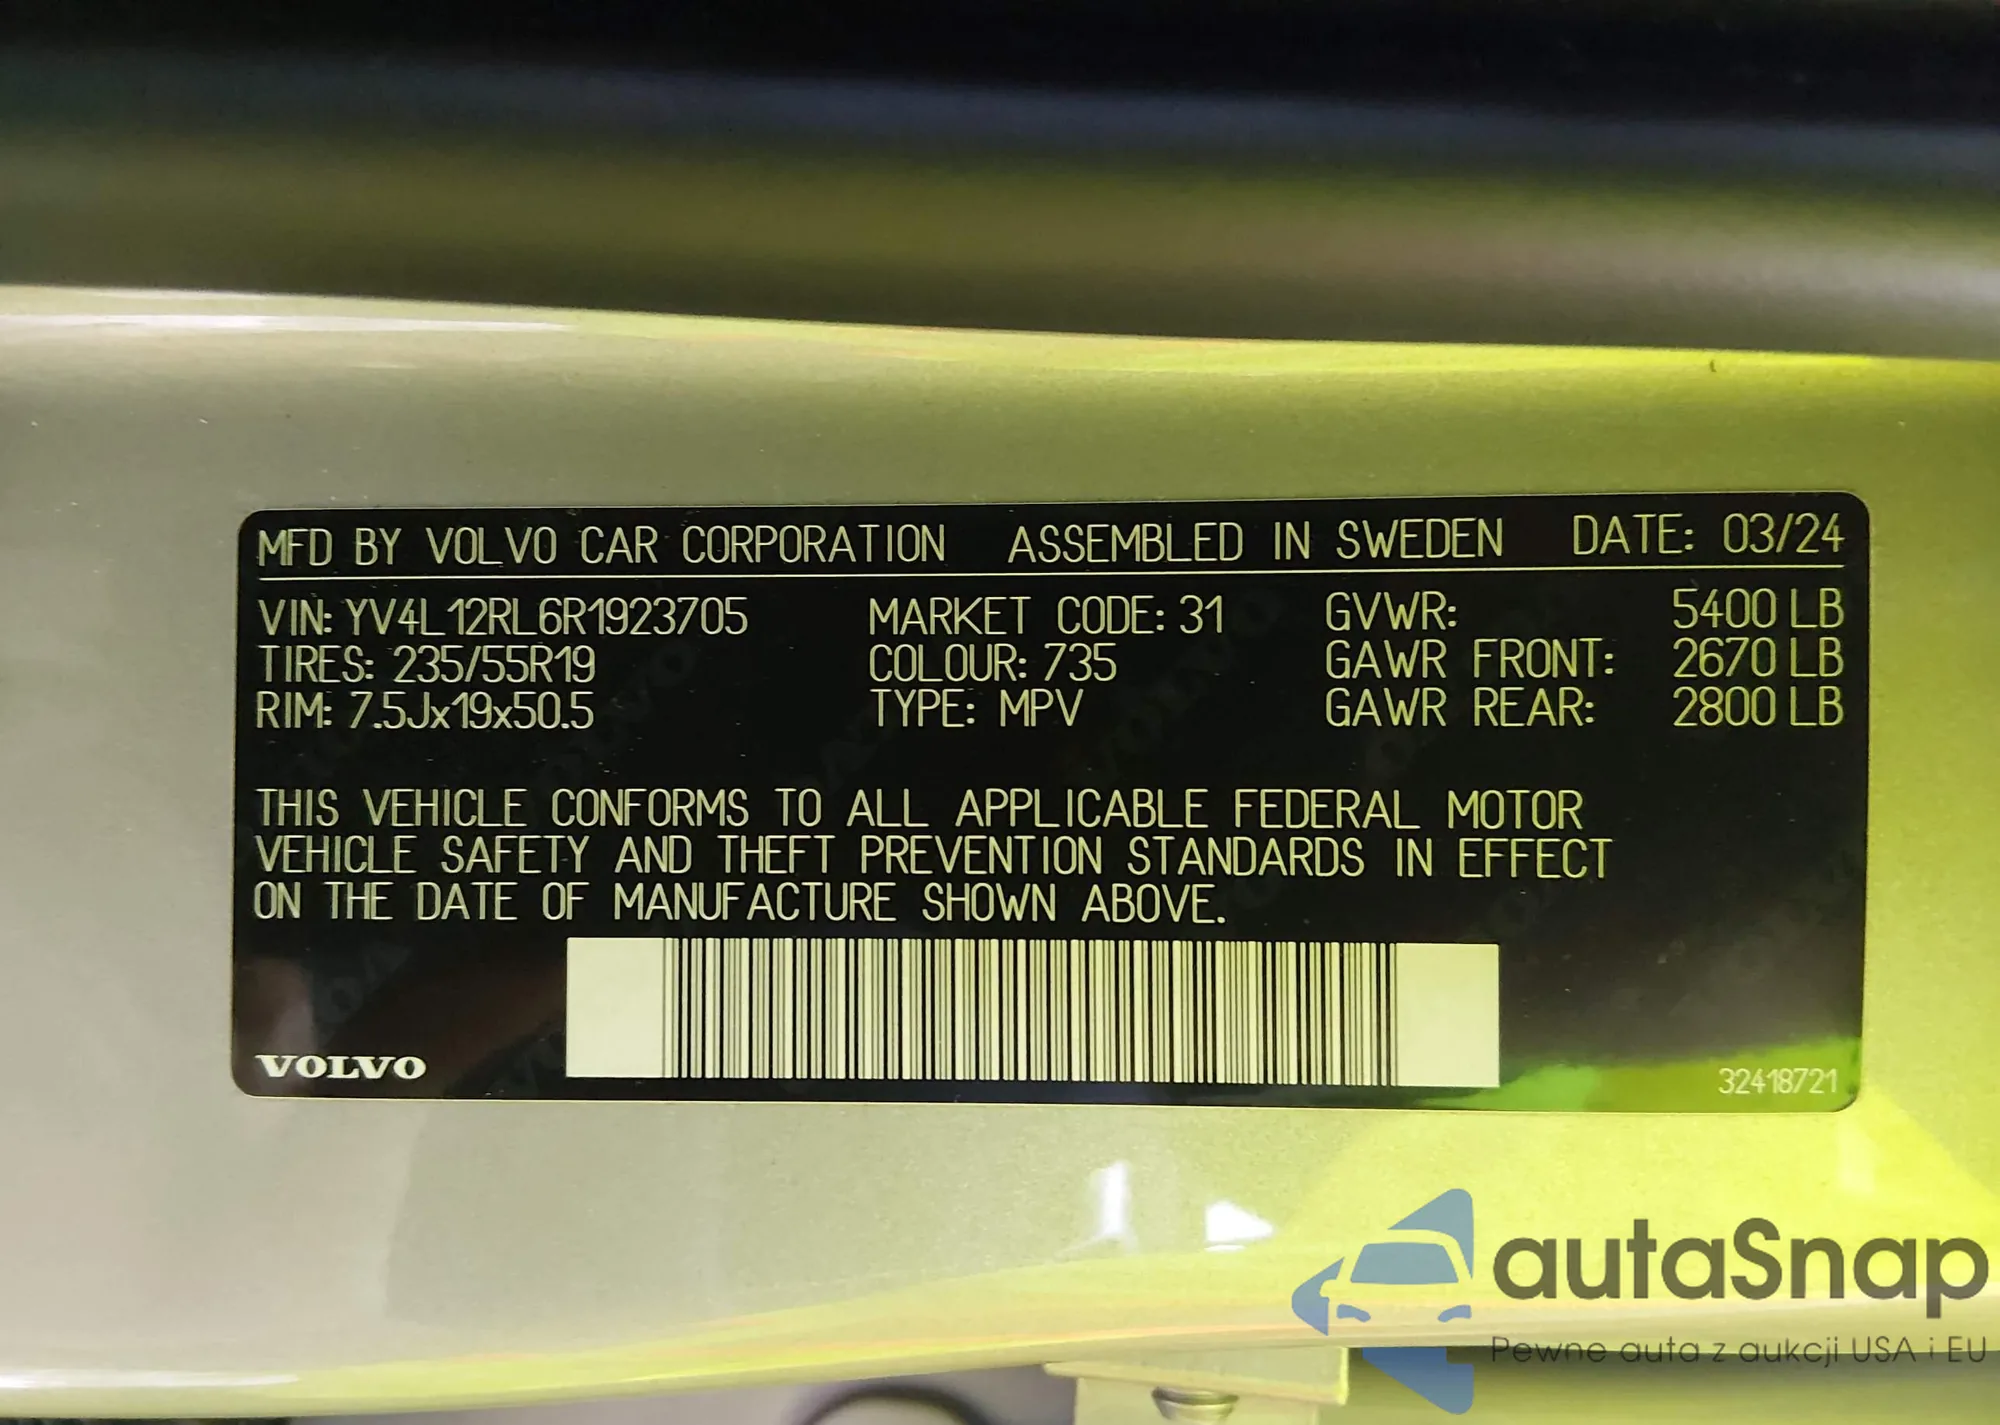 MFD BY VOLVO CAR CORPORATION ASSEMBLED IN SWEDEN DATE: 03/24
VIN: YV4L12RL6R1923705 MARKET CODE: 31 GVWR: 5400 LB
TIRES: 235/55R19 COLOUR: 735 GAWR FRONT: 2670 LB
RIM: 7.5Jx19x50.5 TYPE: MPV GAWR REAR: 2800 LB
THIS VEHICLE CONFORMS TO ALL APPLICABLE FEDERAL MOTOR
VEHICLE SAFETY AND THEFT PREVENTION STANDARDS IN EFFECT
ON THE DATE OF MANUFACTURE SHOWN ABOVE.
VOLVO
32418721
autaSnap
Pewne auta z aukcji USA i EU